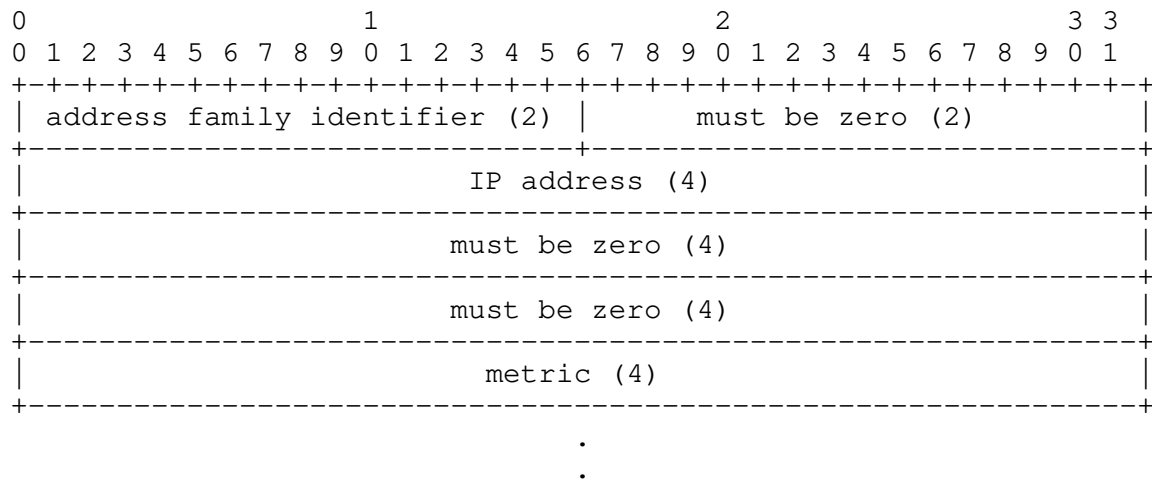 0                   1                   2                   3 3
0 1 2 3 4 5 6 7 8 9 0 1 2 3 4 5 6 7 8 9 0 1 2 3 4 5 6 7 8 9 0 1
+-+-+-+-+-+-+-+-+-+-+-+-+-+-+-+-+-+-+-+-+-+-+-+-+-+-+-+-+-+-+-+-+
| address family identifier (2) |      must be zero (2)         |
+-------------------------------+-------------------------------+
|                         IP address (4)                        |
+---------------------------------------------------------------+
|                        must be zero (4)                       |
+---------------------------------------------------------------+
|                        must be zero (4)                       |
+---------------------------------------------------------------+
|                          metric (4)                           |
+---------------------------------------------------------------+
                                .
                                .